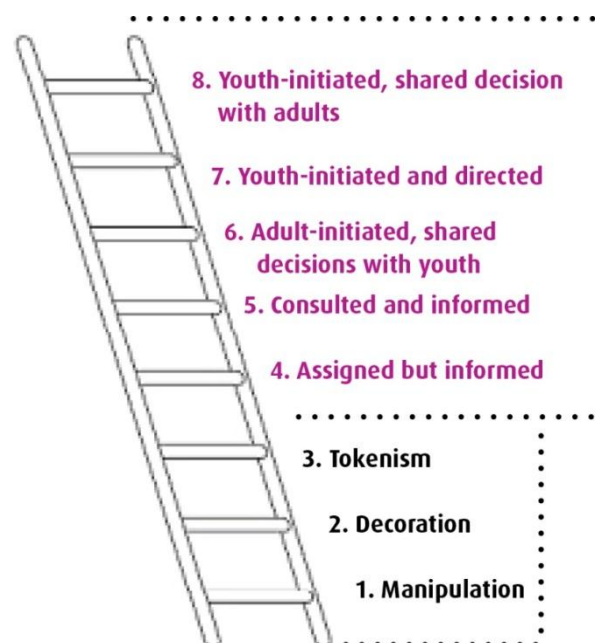 8. Youth-initiated, shared decision
with adults
7. Youth-initiated and directed
6. Adult-initiated, shared
decisions with youth
5. Consulted and informed
4. Assigned but informed
3. Tokenism
2. Decoration
1. Manipulation